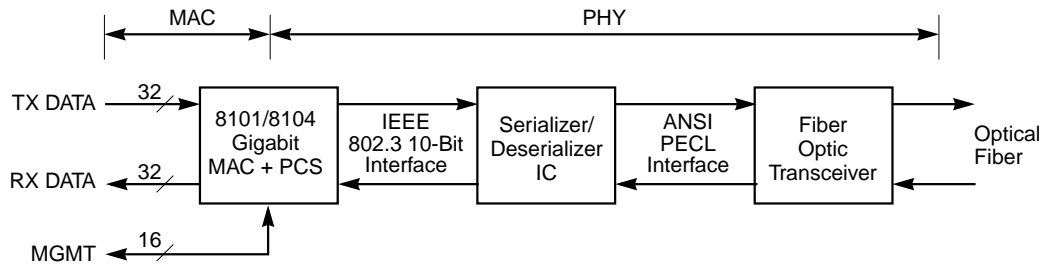 MAC
PHY
TX DATA
32
8101/8104
Gigabit
MAC + PCS
IEEE
802.3 10-Bit
Interface
Serializer/
Deserializer
IC
ANSI
PECL
Interface
Fiber
Optic
Transceiver
Optical
Fiber
RX DATA
32
MGMT
16